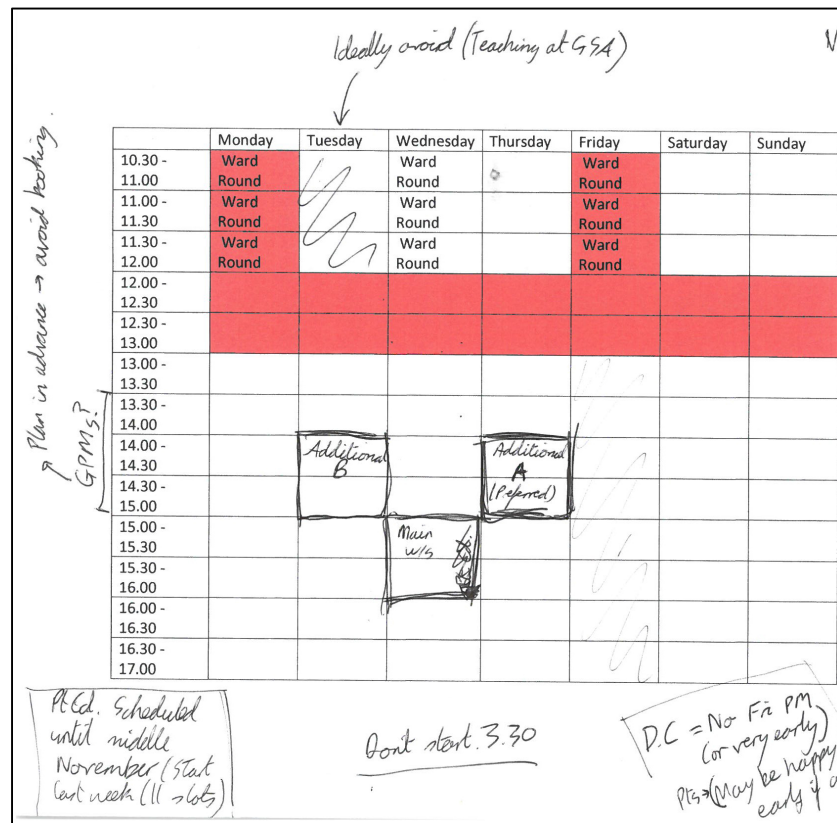 Ideally avoid (Teaching at GSA)
N
Plan in advance → avoid booking.
GPMs?
Monday Tuesday Wednesday Thursday Friday Saturday Sunday
10.30 - Ward Ward Ward
11.00 Round Round Round
11.00 - Ward Ward Ward
11.30 Round Round Round
11.30 - Ward Ward Ward
12.00 Round Round Round
12.00 -
12.30
12.30 -
13.00
13.00 -
13.30
13.30 -
14.00
14.00 - Additional Additional
14.30 B A
14.30 - (Preferred)
15.00
15.00 - Main
15.30 w/s
15.30 -
16.00
16.00 -
16.30
16.30 -
17.00
Pt Ed. Scheduled
until middle
November (Start
last week (11 slots)
Dont start. 3.30
D.C = No Fri PM
(or very early)
Pts → (May be happy
early if